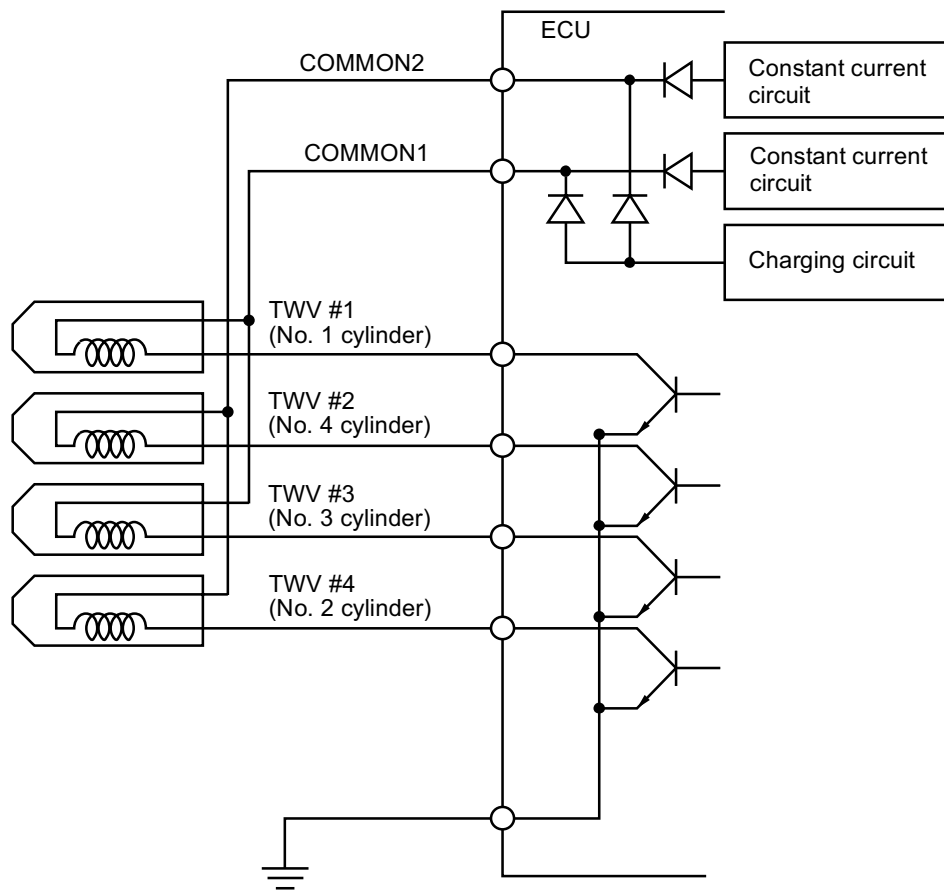 ECU
COMMON2
Constant current
circuit
COMMON1
Constant current
circuit
Charging circuit
TWV #1
(No. 1 cylinder)
TWV #2
(No. 4 cylinder)
TWV #3
(No. 3 cylinder)
TWV #4
(No. 2 cylinder)